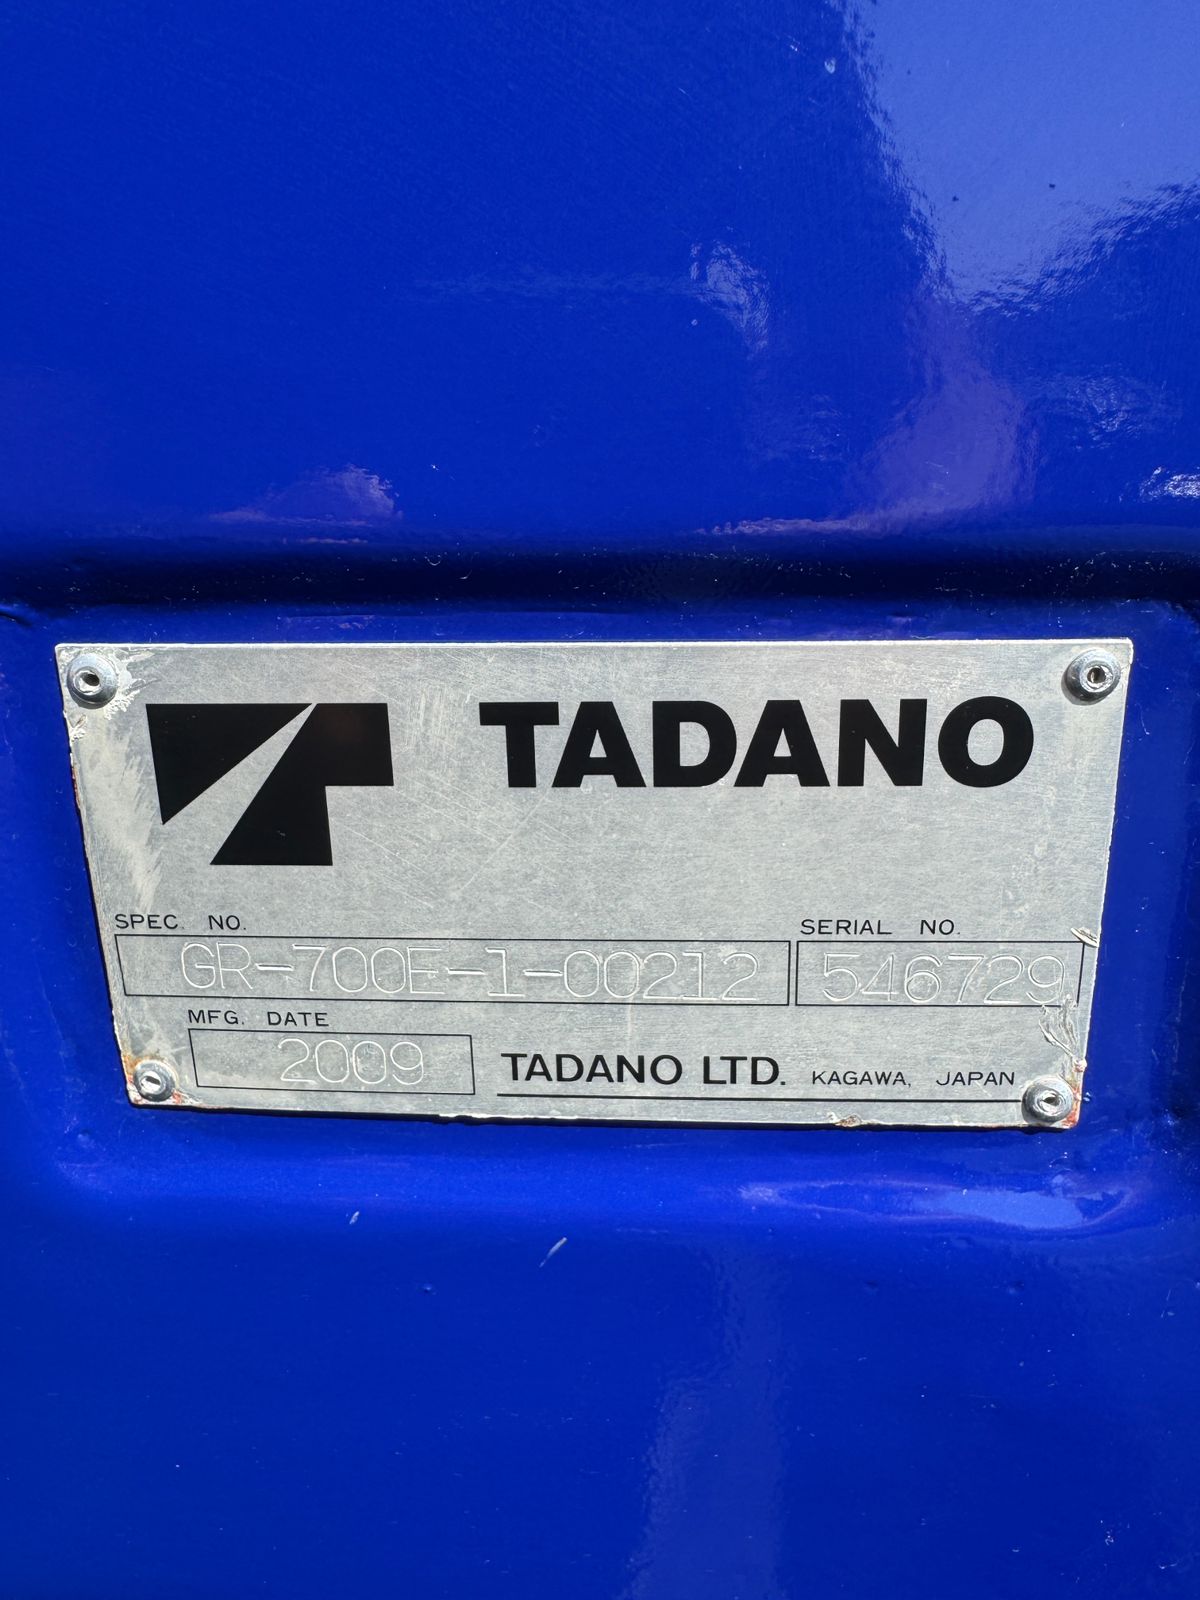 TADANO
SPEC. NO.
SERIAL NO.
GR-700E-1-00212
546729
MFG. DATE
2009
TADANO LTD. KAGAWA, JAPAN